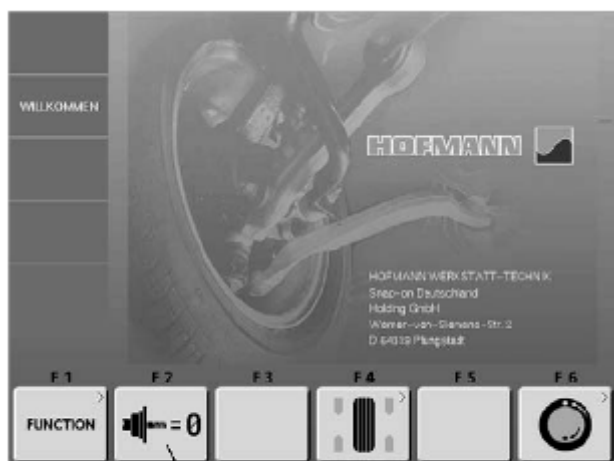 WILLKOMMEN
HOFMANN
HOFMANN WERKSTATT-TECHNIK
Snap-on Deutschland
Holding GmbH
Werner-von-Siemens-Str. 2
D 64319 Pfungstadt
F 1 F 2 F 3 F 4 F 5 F 6
FUNCTION
= 0